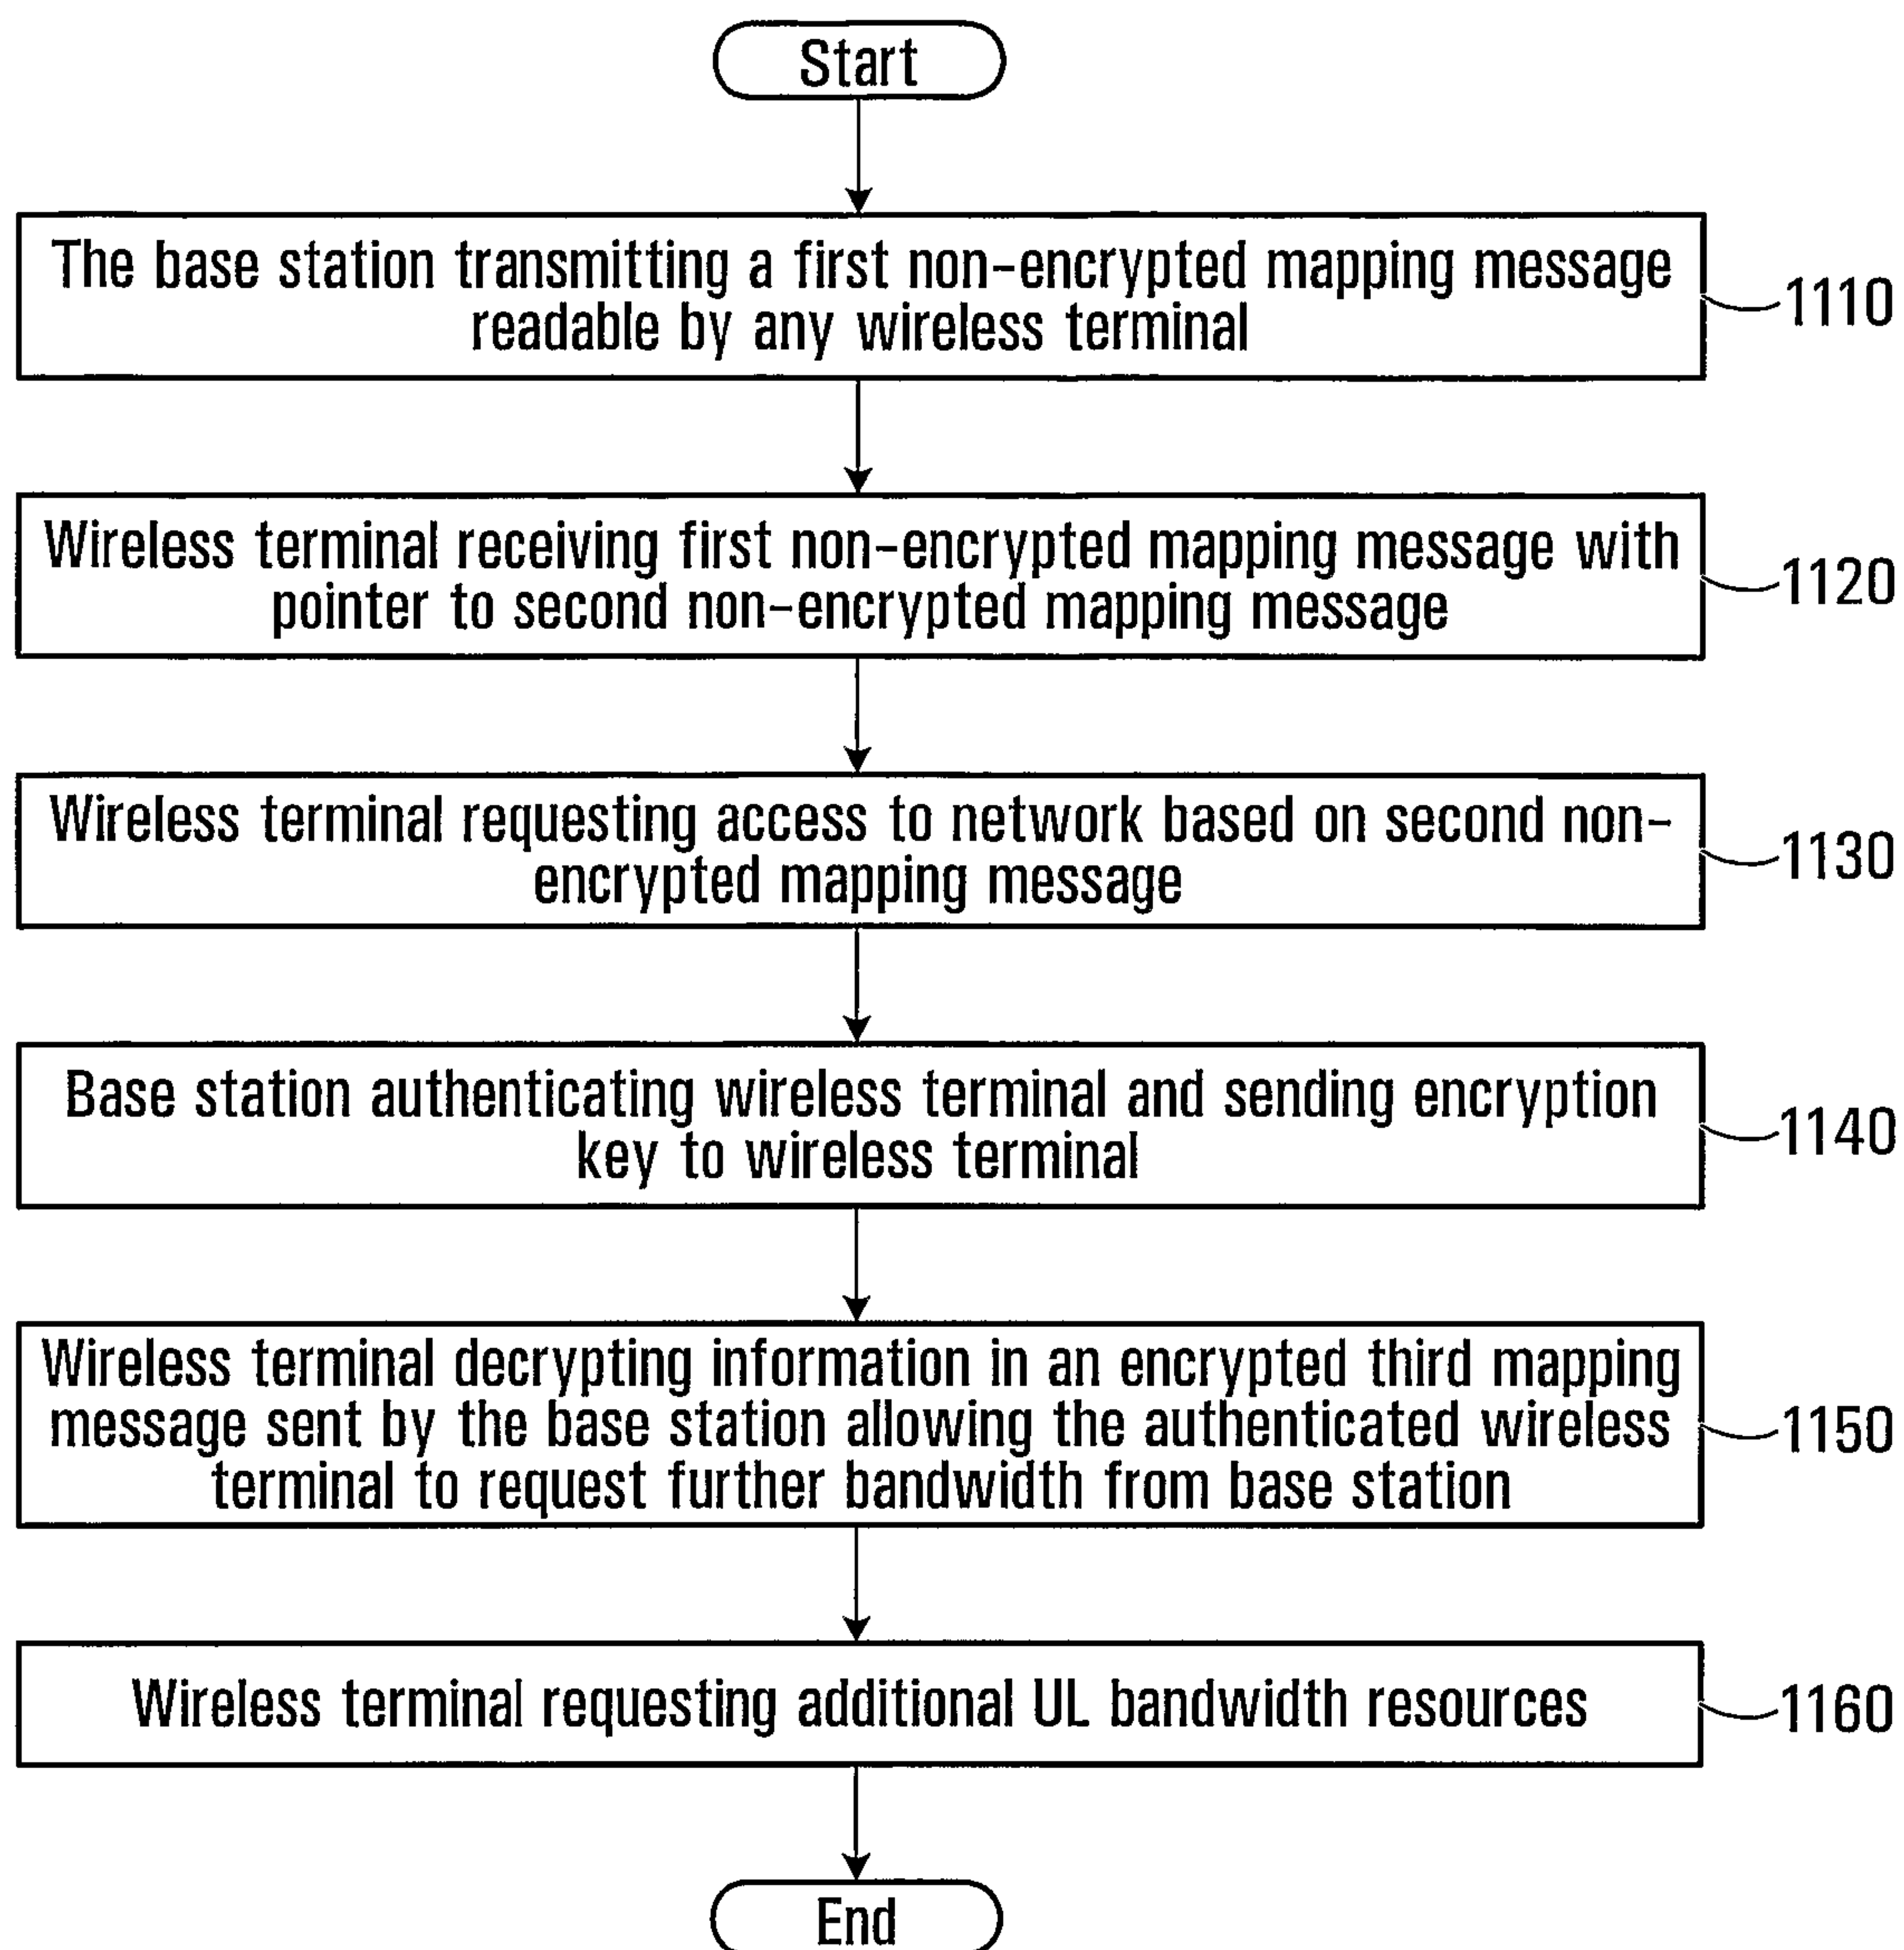 Start
The base station transmitting a first non-encrypted mapping message
readable by any wireless terminal
1110
Wireless terminal receiving first non-encrypted mapping message with
pointer to second non-encrypted mapping message
1120
Wireless terminal requesting access to network based on second non-
encrypted mapping message
1130
Base station authenticating wireless terminal and sending encryption
key to wireless terminal
1140
Wireless terminal decrypting information in an encrypted third mapping
message sent by the base station allowing the authenticated wireless
terminal to request further bandwidth from base station
1150
Wireless terminal requesting additional UL bandwidth resources
1160
End